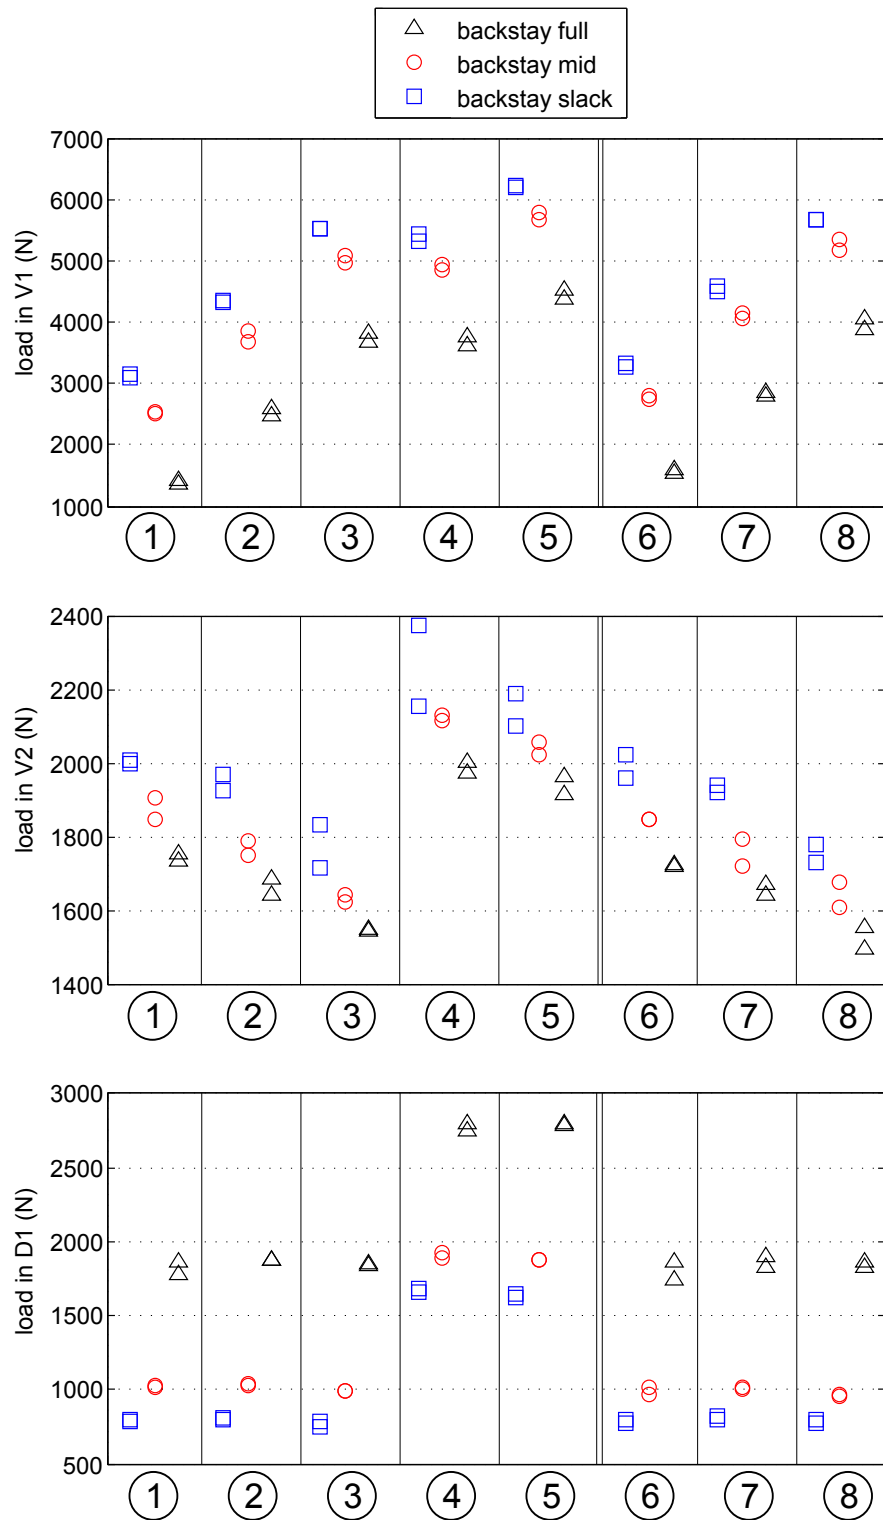 backstay full
backstay mid
backstay slack
7000
6000
5000
4000
3000
2000
1000
load in V1 (N)
1 2 3 4 5 6 7 8
2400
2200
2000
1800
1600
1400
load in V2 (N)
1 2 3 4 5 6 7 8
3000
2500
2000
1500
1000
500
load in D1 (N)
1 2 3 4 5 6 7 8